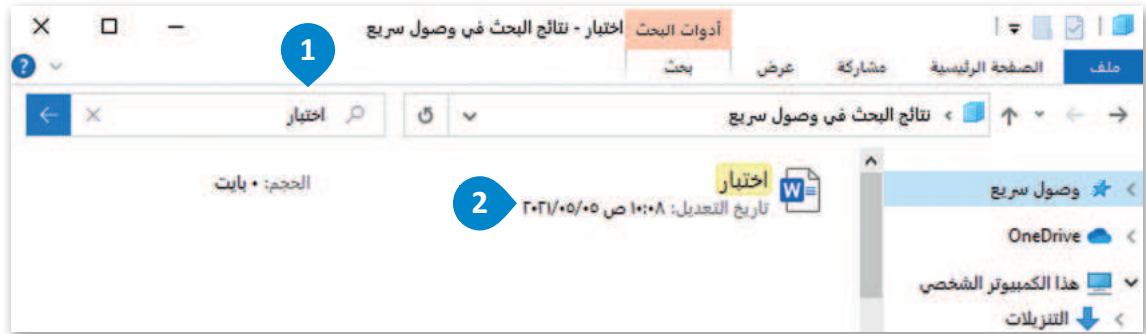 أدوات البحث اختبار - نتائج البحث في وصول سريع
1
ملف الصفحة الرئيسية مشاركة عرض بحث
نتائج البحث في وصول سريع
اختبار
وصول سريع
OneDrive
هذا الكمبيوتر الشخصي
التنزيلات
اختبار
تاريخ التعديل: ١٠:٠٨ ص ٢٠٢١/٠٥/٠٥
2
الحجم: ٠ بايت